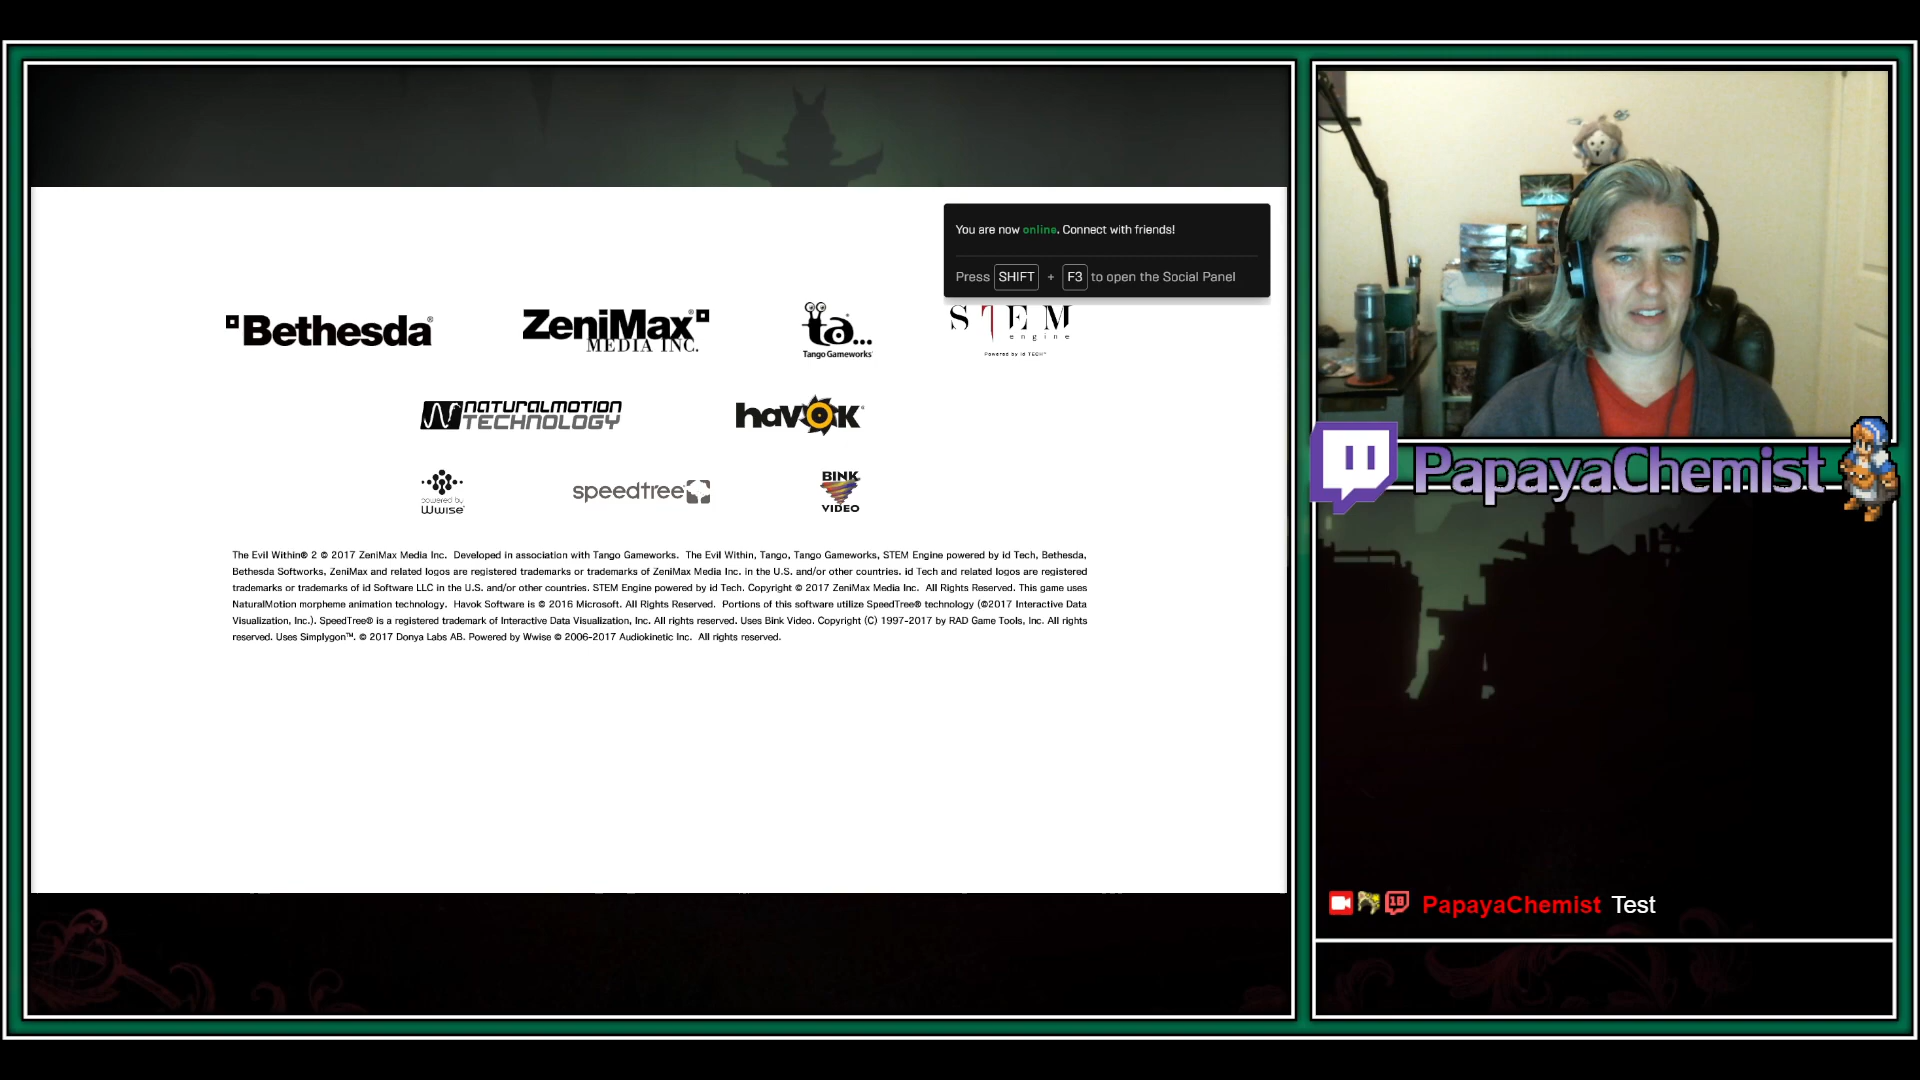 You are now online. Connect with friends!
Press SHIFT + F3 to open the Social Panel
Bethesda®
ZeniMax®
MEDIA INC.
ta...
Tango Gameworks®
STEM
engine
Powered by id TECH®
NATURALMOTION
TECHNOLOGY
havok®
powered by
Wwise®
speedtree®
BINK
VIDEO
The Evil Within® 2 © 2017 ZeniMax Media Inc. Developed in association with Tango Gameworks. The Evil Within, Tango, Tango Gameworks, STEM Engine powered by id Tech, Bethesda,
Bethesda Softworks, ZeniMax and related logos are registered trademarks or trademarks of ZeniMax Media Inc. in the U.S. and/or other countries. id Tech and related logos are registered
trademarks or trademarks of id Software LLC in the U.S. and/or other countries. STEM Engine powered by id Tech. Copyright © 2017 ZeniMax Media Inc. All Rights Reserved. This game uses
NaturalMotion morpheme animation technology. Havok Software is © 2016 Microsoft. All Rights Reserved. Portions of this software utilize SpeedTree® technology (©2017 Interactive Data
Visualization, Inc.). SpeedTree® is a registered trademark of Interactive Data Visualization, Inc. All rights reserved. Uses Bink Video. Copyright (C) 1997-2017 by RAD Game Tools, Inc. All rights
reserved. Uses Simplygon™. © 2017 Donya Labs AB. Powered by Wwise © 2006-2017 Audiokinetic Inc. All rights reserved.
PapayaChemist
18 PapayaChemist Test